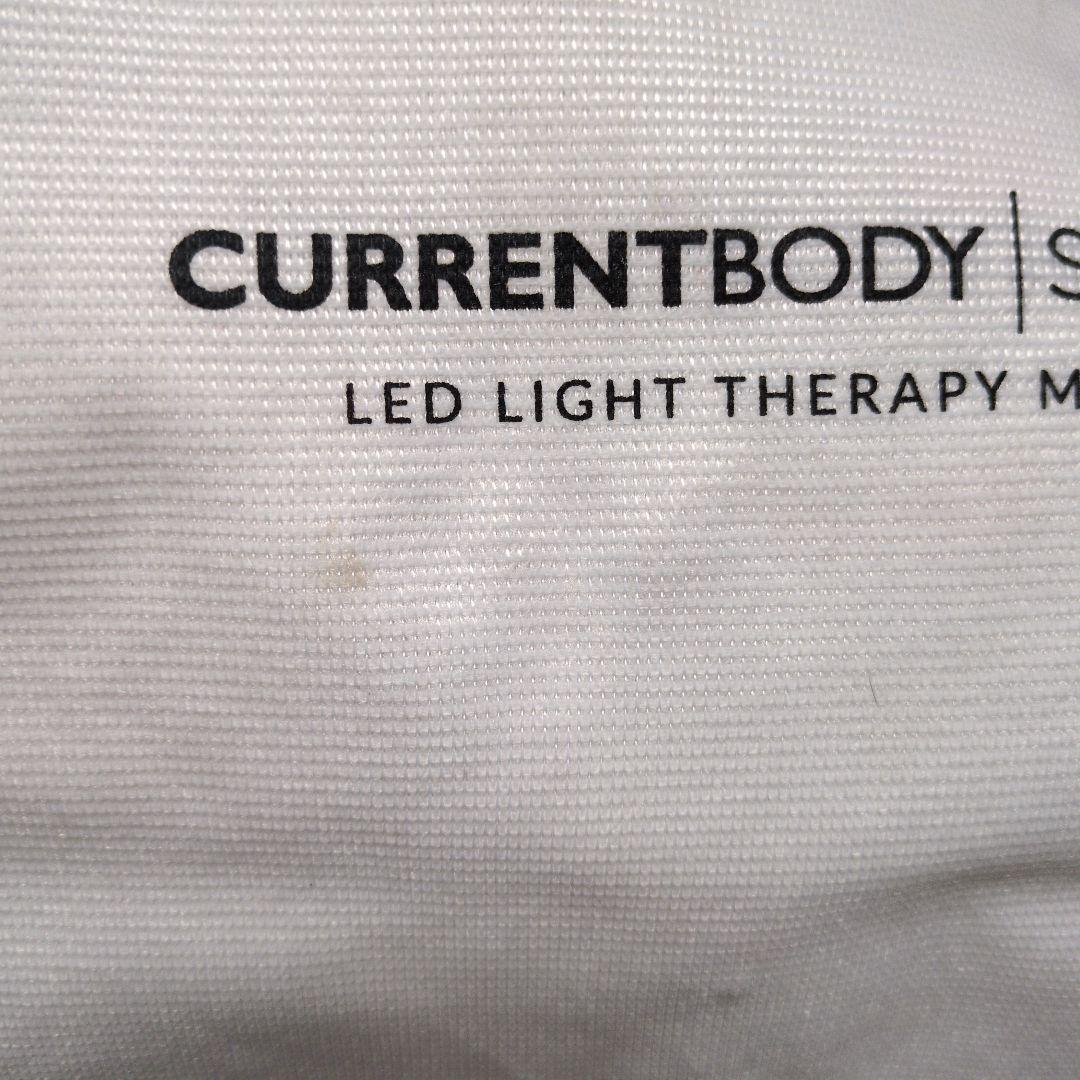 CURRENTBODY | S
LED LIGHT THERAPY M